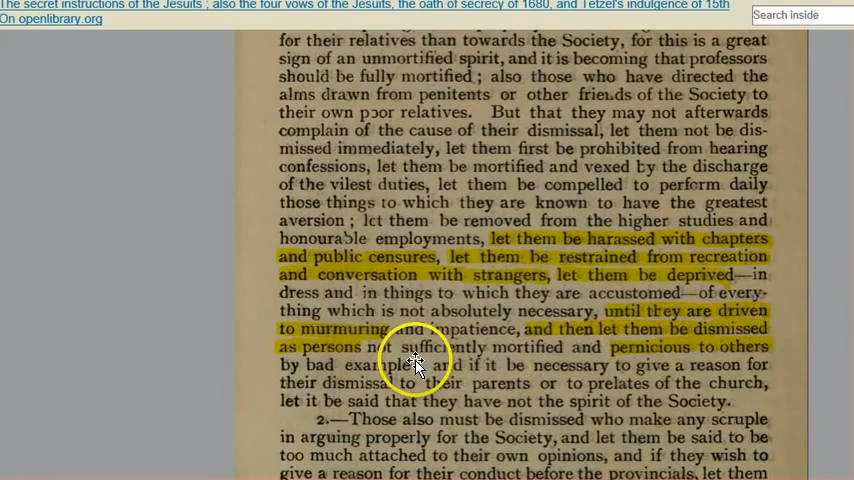 The secret instructions of the Jesuits ; also the four vows of the Jesuits, the oath of secrecy of 1680, and Tetzel's indulgence of 15th
On openlibrary.org
Search inside
for their relatives than towards the Society, for this is a great
sign of an unmortified spirit, and it is becoming that professors
should be fully mortified ; also those who have directed the
alms drawn from penitents or other friends of the Society to
their own poor relatives. But that they may not afterwards
complain of the cause of their dismissal, let them not be dis-
missed immediately, let them first be prohibited from hearing
confessions, let them be mortified and vexed by the discharge
of the vilest duties, let them be compelled to perform daily
those things to which they are known to have the greatest
aversion ; let them be removed from the higher studies and
honourable employments, let them be harassed with chapters
and public censures, let them be restrained from recreation
and conversation with strangers, let them be deprived—in
dress and in things to which they are accustomed—of every-
thing which is not absolutely necessary, until they are driven
to murmuring and impatience, and then let them be dismissed
as persons not sufficiently mortified and pernicious to others
by bad example, and if it be necessary to give a reason for
their dismissal to their parents or to prelates of the church,
let it be said that they have not the spirit of the Society.
2.—Those also must be dismissed who make any scruple
in arguing properly for the Society, and let them be said to be
too much attached to their own opinions, and if they wish to
give a reason for their conduct before the provincials, let them